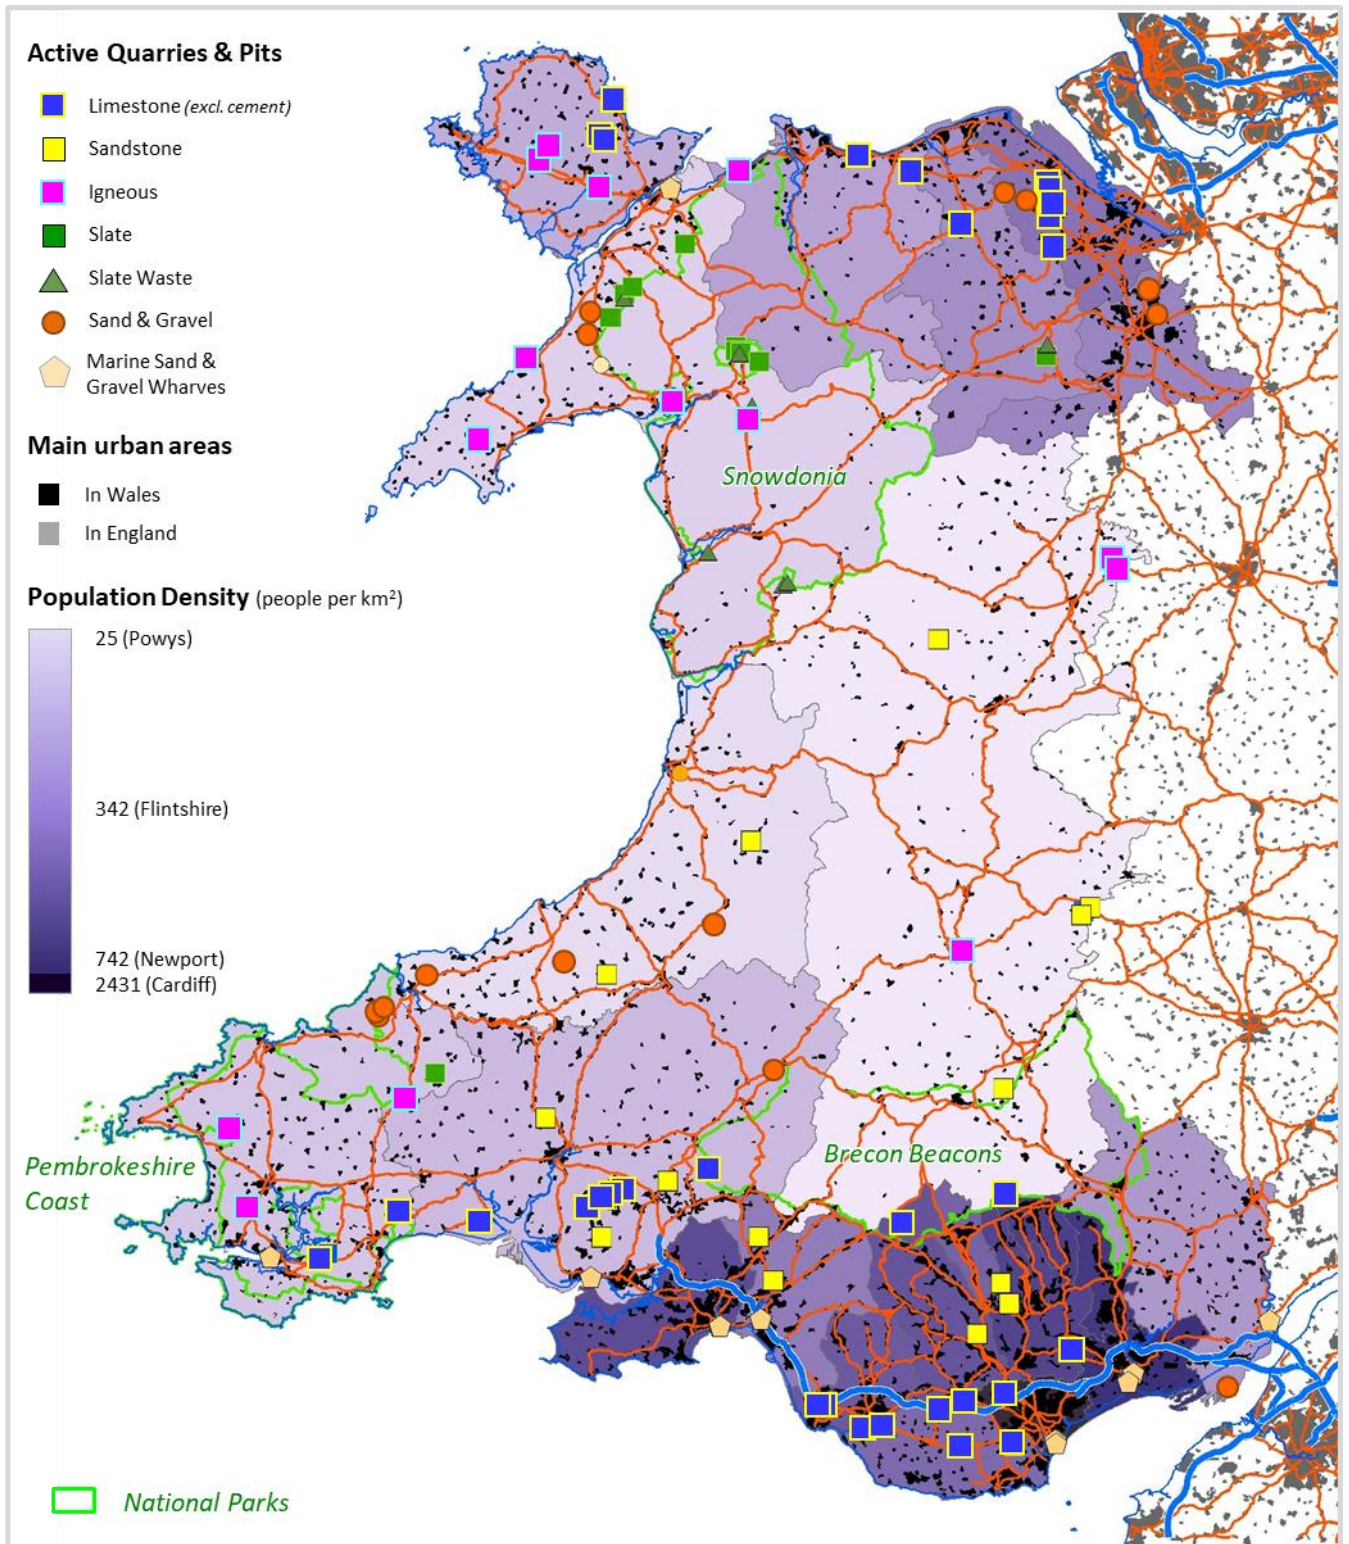 Active Quarries & Pits
Limestone (excl. cement)
Sandstone
Igneous
Slate
Slate Waste
Sand & Gravel
Marine Sand &
Gravel Wharves
Main urban areas
In Wales
In England
Population Density (people per km²)
25 (Powys)
342 (Flintshire)
742 (Newport)
2431 (Cardiff)
Snowdonia
Pembrokeshire
Coast
Brecon Beacons
National Parks